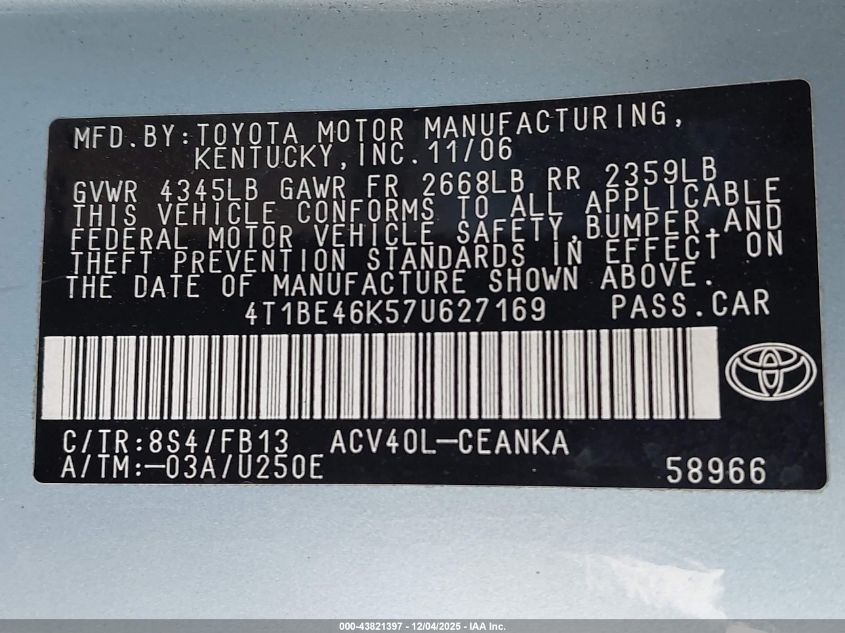 MFD.BY:TOYOTA MOTOR MANUFACTURING,
KENTUCKY,INC.11/06
GVWR 4345LB GAWR FR 2668LB RR 2359LB
THIS VEHICLE CONFORMS TO ALL APPLICABLE
FEDERAL MOTOR VEHICLE SAFETY,BUMPER,AND
THEFT PREVENTION STANDARDS IN EFFECT ON
THE DATE OF MANUFACTURE SHOWN ABOVE.
4T1BE46K57U627169 PASS.CAR
C/TR:8S4/FB13 ACV40L-CEANKA
A/TM:-03A/U250E 58966
000-43821397 - 12/04/2025 - IAA Inc.